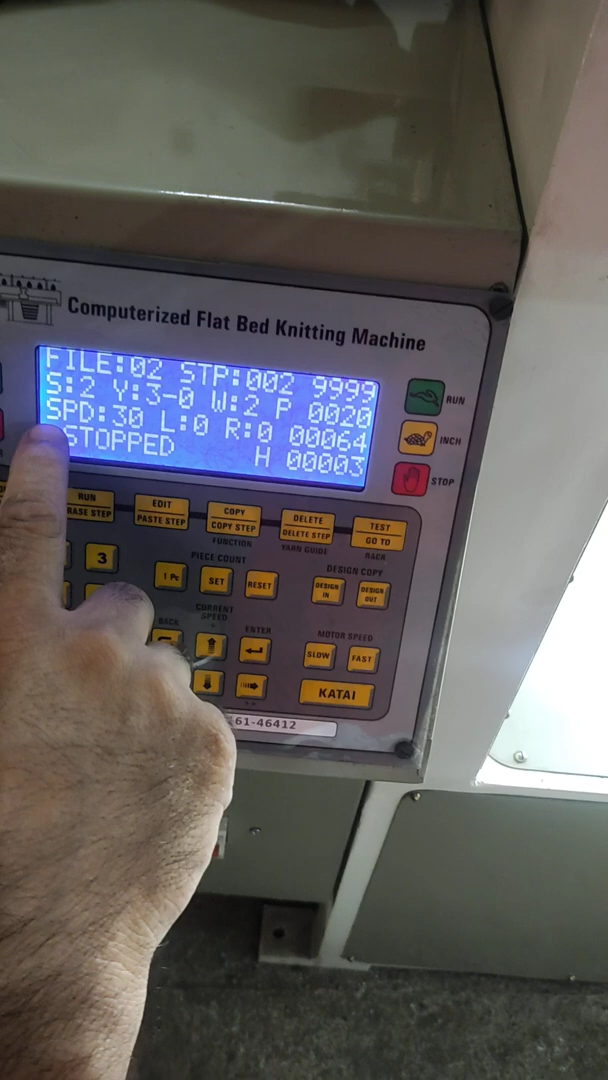 Computerized Flat Bed Knitting Machine
FILE:02 STP:002 9999
S:2 Y:3-0 W:2 P 0020
SPD:30 L:0 R:0 00064
STOPPED H 00003
RUN
INCH
STOP
RUN
EDIT
PASTE STEP
COPY
COPY STEP
FUNCTION
DELETE
DELETE STEP
YARN GUIDE
TEST
GO TO
RACK
3
PIECE COUNT
1 Pc
SET
RESET
DESIGN COPY
DESIGN IN
DESIGN OUT
CURRENT
SPEED
BACK
ENTER
MOTOR SPEED
SLOW
FAST
KATAI
61-46412